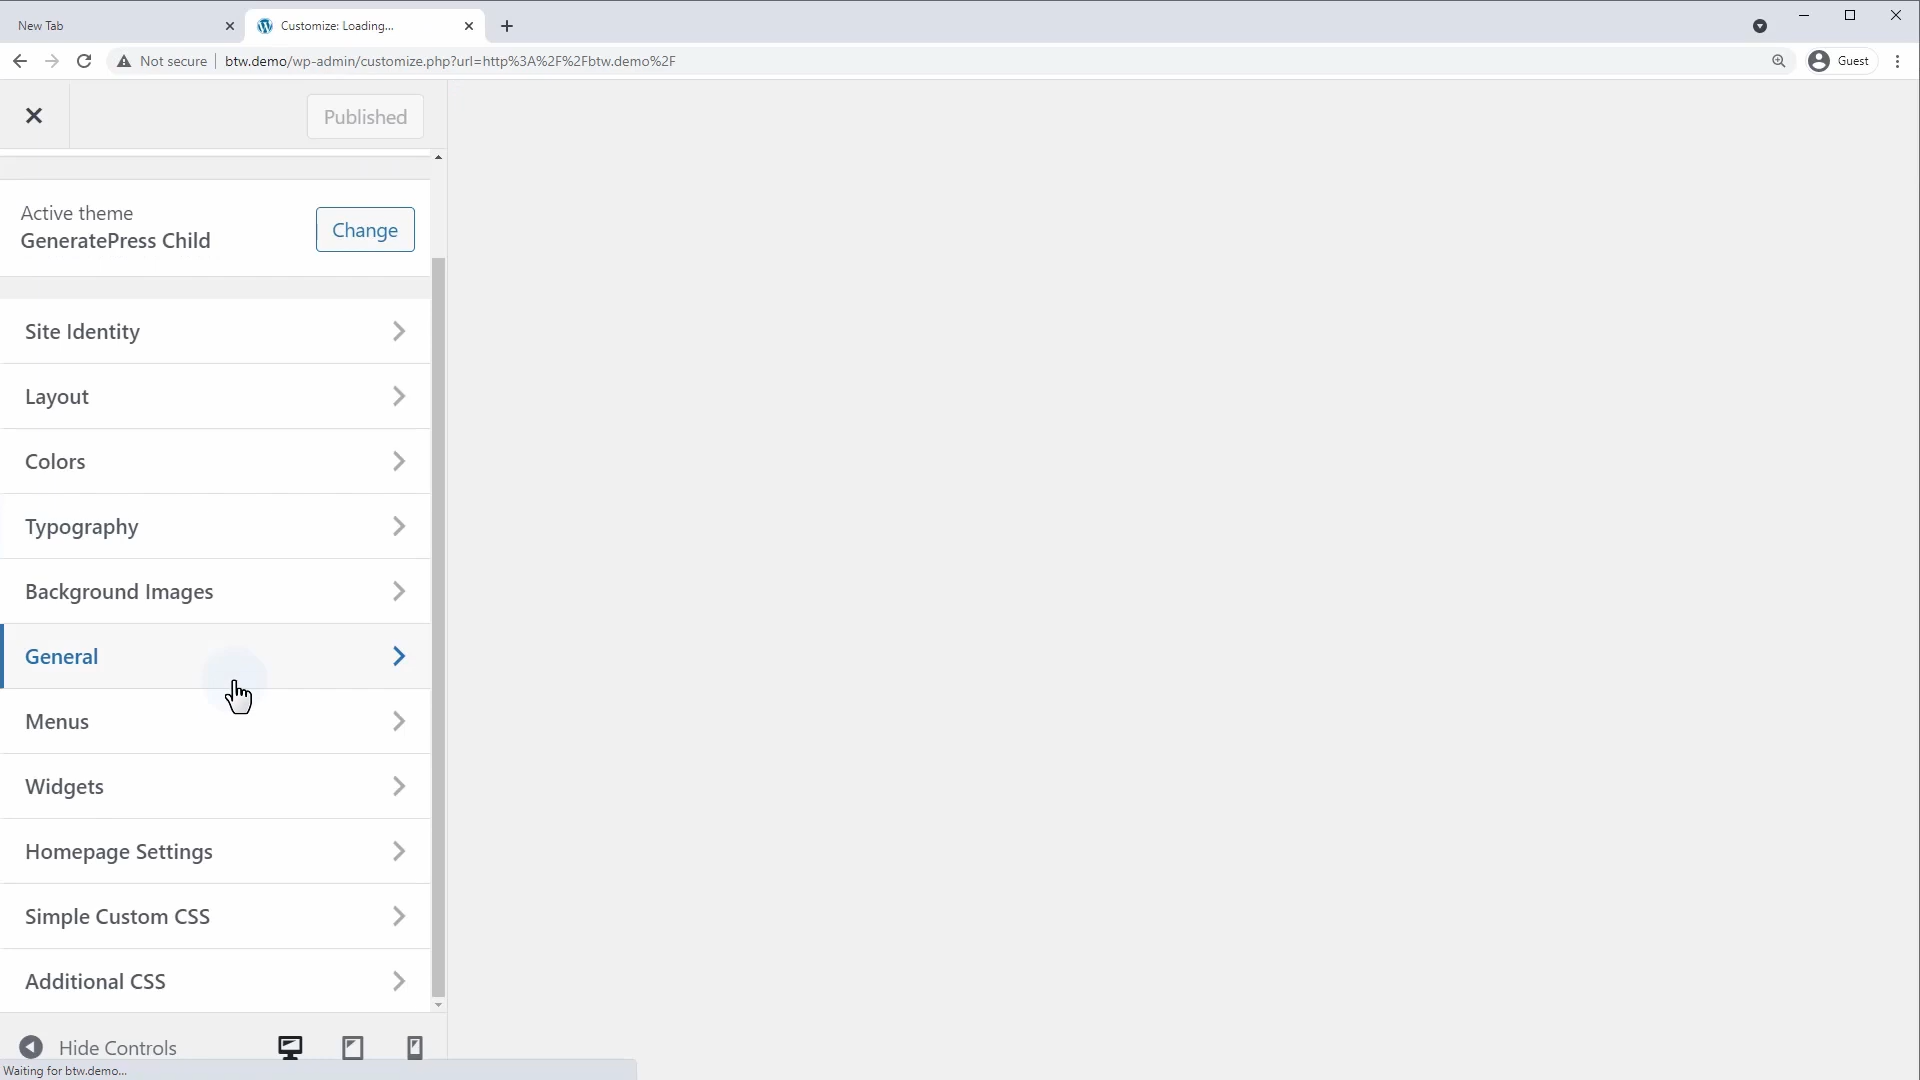 New Tab
Customize: Loading...
Not secure
btw.demo/wp-admin/customize.php?url=http%3A%2F%2Fbtw.demo%2F
Guest
Published
Active theme
GeneratePress Child
Change
Site Identity
Layout
Colors
Typography
Background Images
General
Menus
Widgets
Homepage Settings
Simple Custom CSS
Additional CSS
Hide Controls
Waiting for btw.demo...